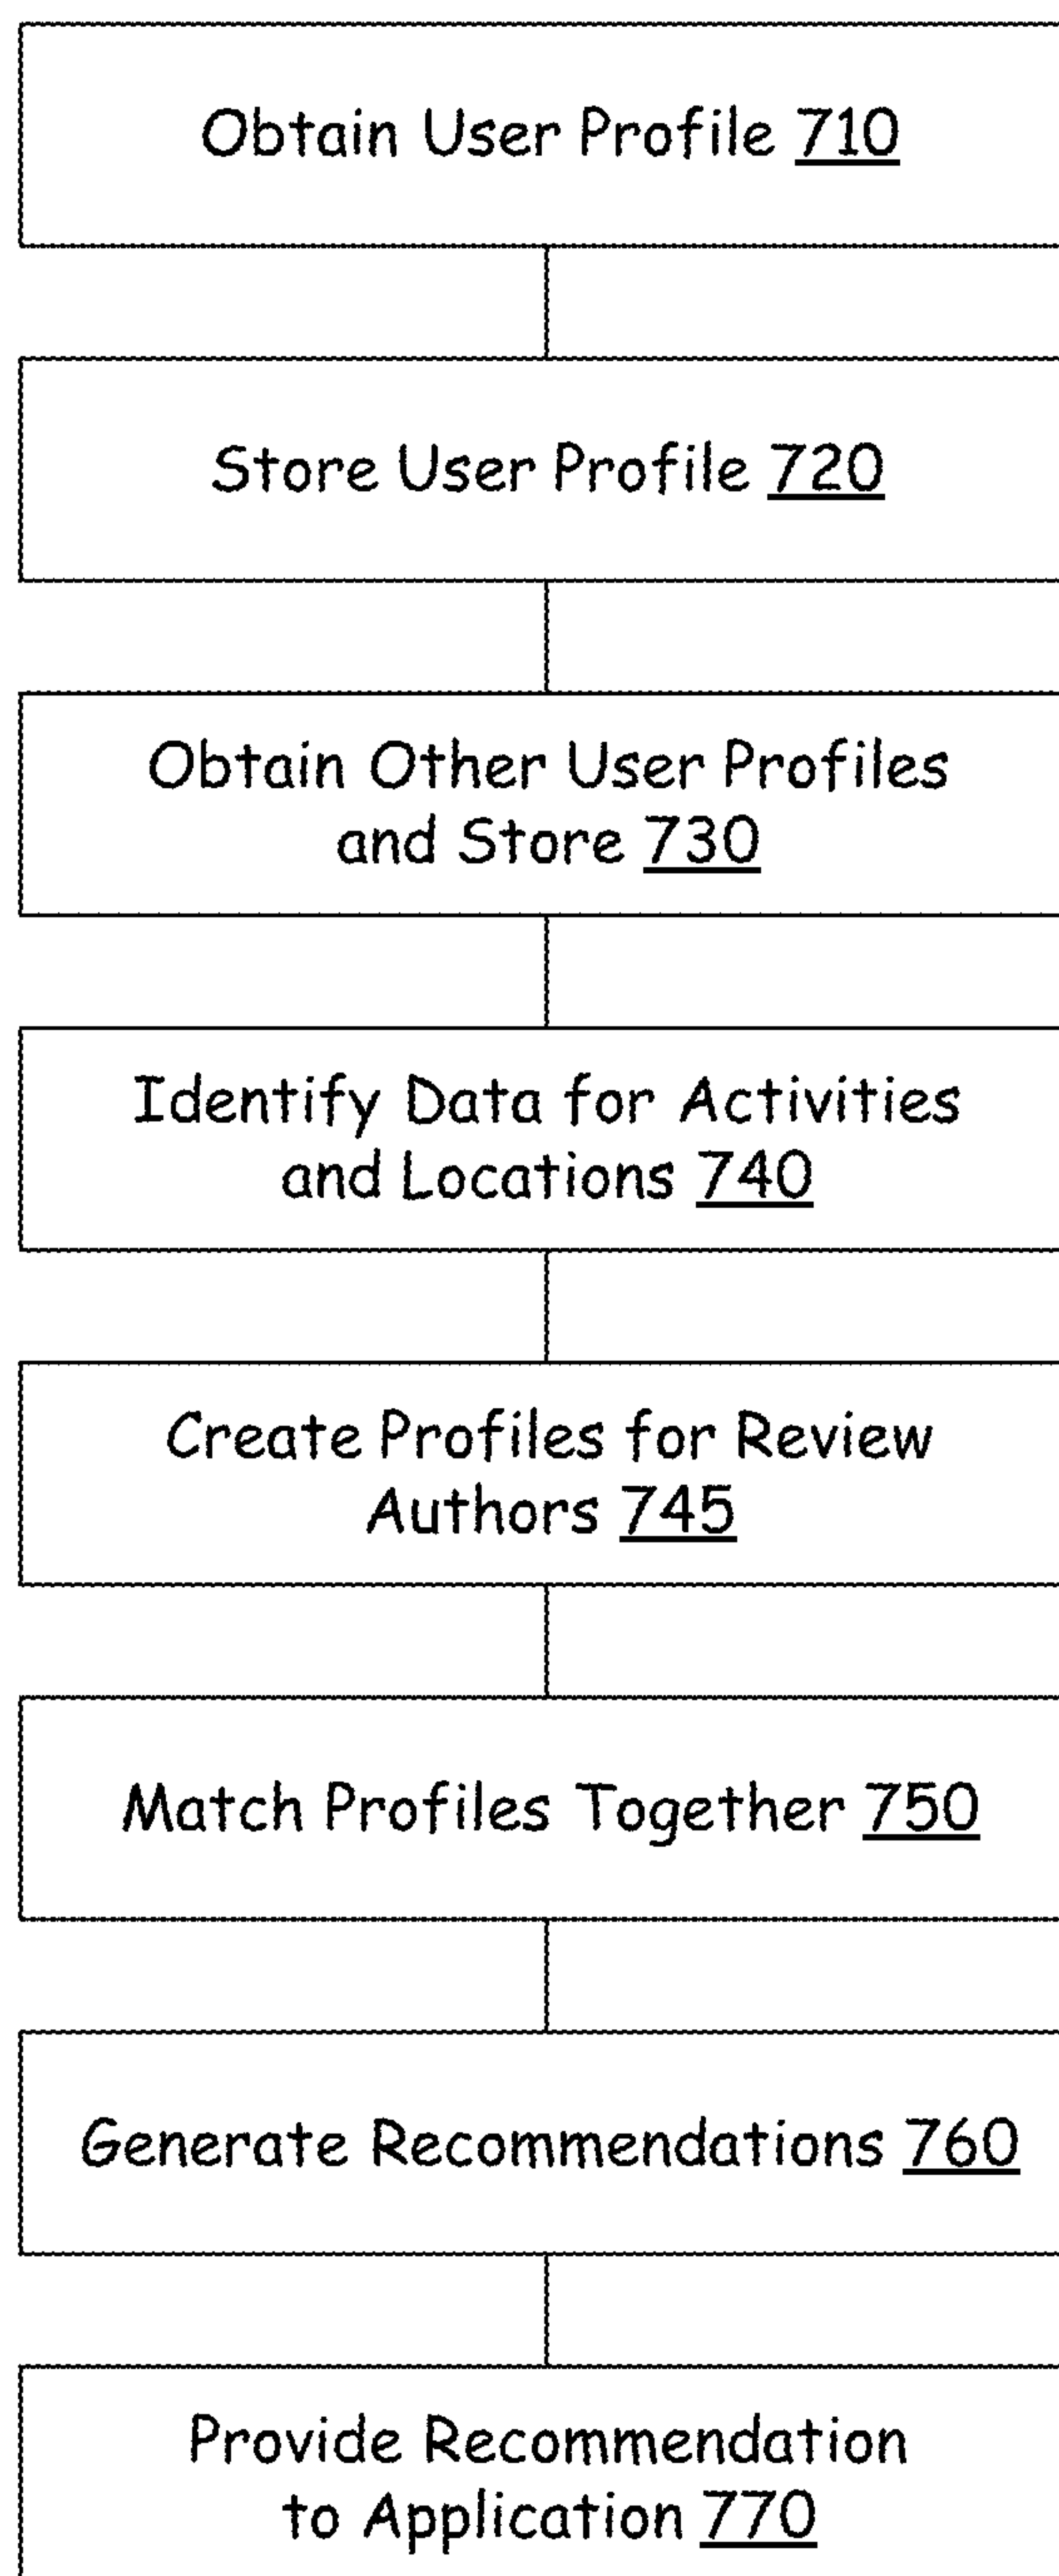 Obtain User Profile 710
Store User Profile 720
Obtain Other User Profiles
and Store 730
Identify Data for Activities
and Locations 740
Create Profiles for Review
Authors 745
Match Profiles Together 750
Generate Recommendations 760
Provide Recommendation
to Application 770